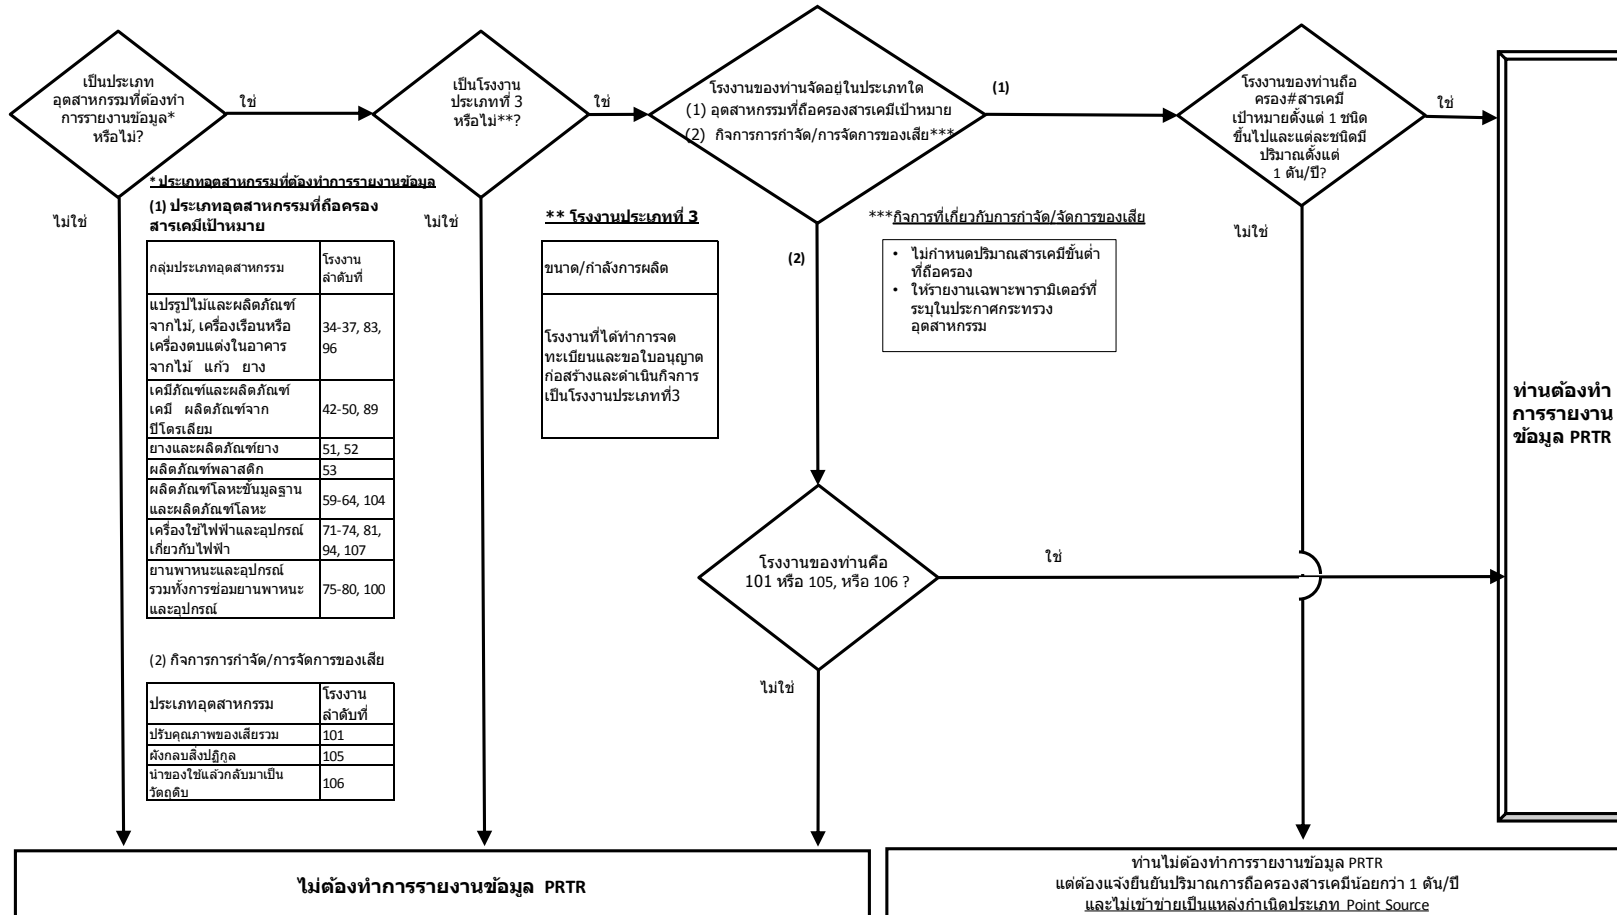 เป็นประเภท
อุตสาหกรรมที่ต้องทำ
การรายงานข้อมูล*
หรือไม่?
ใช่
ไม่ใช่
เป็นโรงงาน
ประเภทที่ 3
หรือไม่**?
ใช่
ไม่ใช่
โรงงานของท่านจัดอยู่ในประเภทใด
(1) อุตสาหกรรมที่ถือครองสารเคมีเป้าหมาย
(2) กิจการการกำจัด/การจัดการของเสีย***
(1)
(2)
โรงงานของท่านถือ
ครอง#สารเคมี
เป้าหมายตั้งแต่ 1 ชนิด
ขึ้นไปและแต่ละชนิดมี
ปริมาณตั้งแต่
1 ตัน/ปี?
ใช่
ไม่ใช่
* ประเภทอุตสาหกรรมที่ต้องทำการรายงานข้อมูล
(1) ประเภทอุตสาหกรรมที่ถือครอง
สารเคมีเป้าหมาย
กลุ่มประเภทอุตสาหกรรม
โรงงาน
ลำดับที่
แปรรูปไม้และผลิตภัณฑ์
จากไม้, เครื่องเรือนหรือ
เครื่องตบแต่งในอาคาร
จากไม้ แก้ว ยาง
34-37, 83,
96
เคมีภัณฑ์และผลิตภัณฑ์
เคมี ผลิตภัณฑ์จาก
ปิโตรเลียม
42-50, 89
ยางและผลิตภัณฑ์ยาง
51, 52
ผลิตภัณฑ์พลาสติก
53
ผลิตภัณฑ์โลหะขั้นมูลฐาน
และผลิตภัณฑ์โลหะ
59-64, 104
เครื่องใช้ไฟฟ้าและอุปกรณ์
เกี่ยวกับไฟฟ้า
71-74, 81,
94, 107
ยานพาหนะและอุปกรณ์
รวมทั้งการซ่อมยานพาหนะ
และอุปกรณ์
75-80, 100
(2) กิจการการกำจัด/การจัดการของเสีย
ประเภทอุตสาหกรรม
โรงงาน
ลำดับที่
ปรับคุณภาพของเสียรวม
101
ฝังกลบสิ่งปฏิกูล
105
นำของใช้แล้วกลับมาเป็น
วัตถุดิบ
106
** โรงงานประเภทที่ 3
ขนาด/กำลังการผลิต
โรงงานที่ได้ทำการจด
ทะเบียนและขอใบอนุญาต
ก่อสร้างและดำเนินกิจการ
เป็นโรงงานประเภทที่3
***กิจการที่เกี่ยวกับการกำจัด/จัดการของเสีย
• ไม่กำหนดปริมาณสารเคมีขั้นต่ำ
ที่ถือครอง
• ให้รายงานเฉพาะพารามิเตอร์ที่
ระบุในประกาศกระทรวง
อุตสาหกรรม
โรงงานของท่านคือ
101 หรือ 105, หรือ 106 ?
ใช่
ไม่ใช่
ท่านต้องทำ
การรายงาน
ข้อมูล PRTR
ไม่ต้องทำการรายงานข้อมูล PRTR
ท่านไม่ต้องทำการรายงานข้อมูล PRTR
แต่ต้องแจ้งยืนยันปริมาณการถือครองสารเคมีน้อยกว่า 1 ตัน/ปี
และไม่เข้าข่ายเป็นแหล่งกำเนิดประเภท Point Source